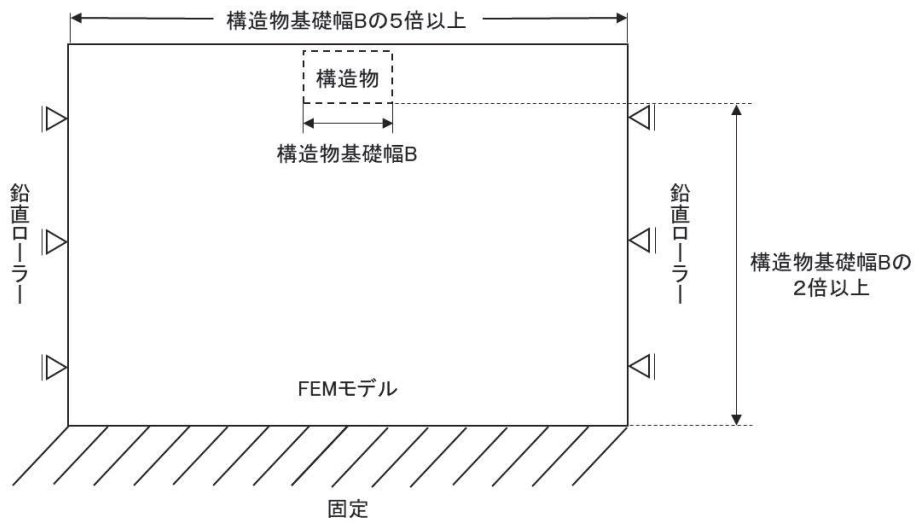 構造物基礎幅Bの5倍以上
構造物
構造物基礎幅B
鉛直ローラー
鉛直ローラー
構造物基礎幅Bの
2倍以上
FEMモデル
固定